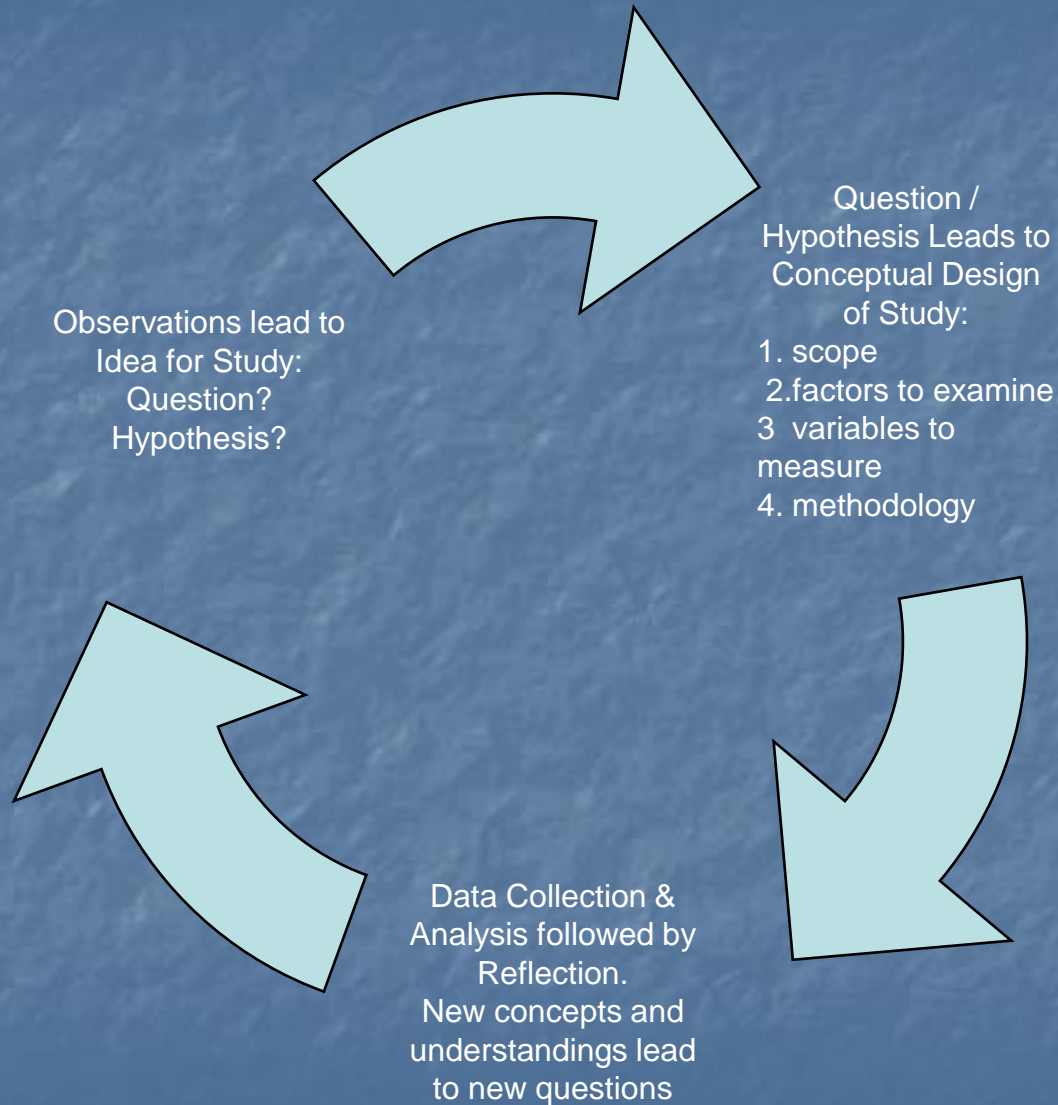 Observations lead to
Idea for Study:
Question?
Hypothesis?
Question /
Hypothesis Leads to
Conceptual Design
of Study:
1. scope
2.factors to examine
3 variables to
measure
4. methodology
Data Collection &
Analysis followed by
Reflection.
New concepts and
understandings lead
to new questions